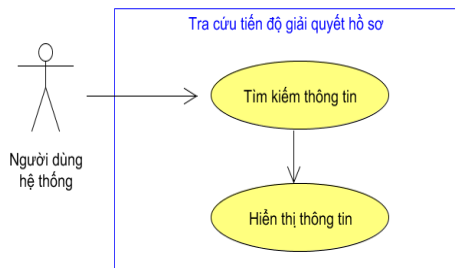 Tra cứu tiến độ giải quyết hồ sơ
Tìm kiếm thông tin
Người dùng
hệ thống
Hiển thị thông tin